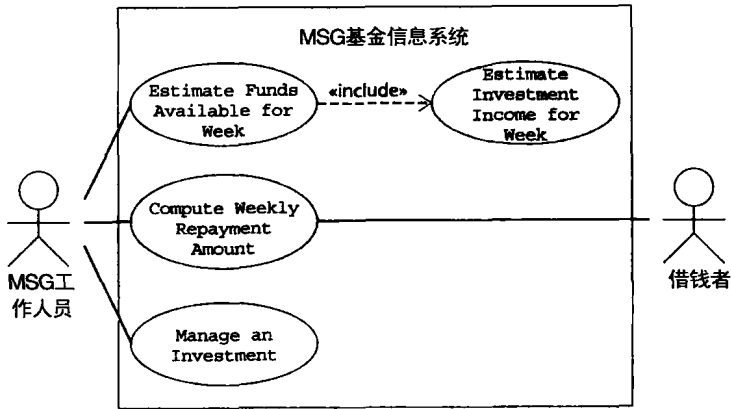 MSG基金信息系统
Estimate Funds
Available for
Week
«include»
Estimate
Investment
Income for
Week
Compute Weekly
Repayment
Amount
MSG工
作人员
借钱者
Manage an
Investment